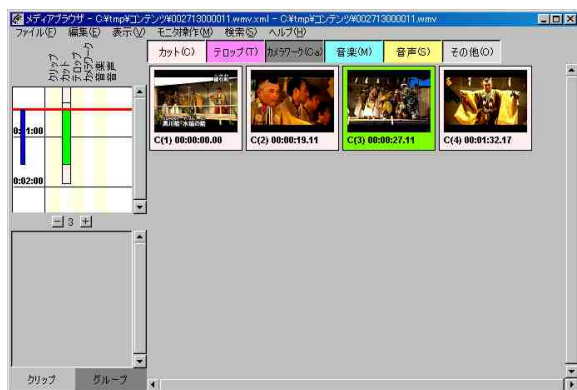 メディアブラウザ - C:¥tmp¥コンテンツ¥002713000011.wmv.xml - C:¥tmp¥コンテンツ¥002713000011.wmv
ファイル(F) 編集(E) 表示(V) モニタ操作(M) 検索(S) ヘルプ(H)
クリップ
カット
テロップ
カメラワーク
音楽
音声
カット(C) テロップ(T) カメラワーク(Ca) 音楽(M) 音声(S) その他(O)
C(1) 00:00:00.00 C(2) 00:00:19.11 C(3) 00:00:27.11 C(4) 00:01:32.17
0:01:00
0:02:00
- 3 +
クリップ グループ